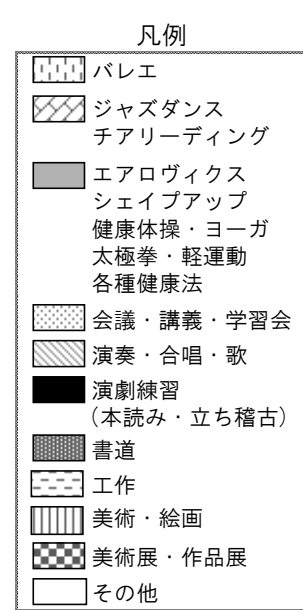 凡例
バレエ
ジャズダンス
チアリーディング
エアロヴィクス
シェイプアップ
健康体操・ヨーガ
太極拳・軽運動
各種健康法
会議・講義・学習会
演奏・合唱・歌
演劇練習
(本読み・立ち稽古)
書道
工作
美術・絵画
美術展・作品展
その他